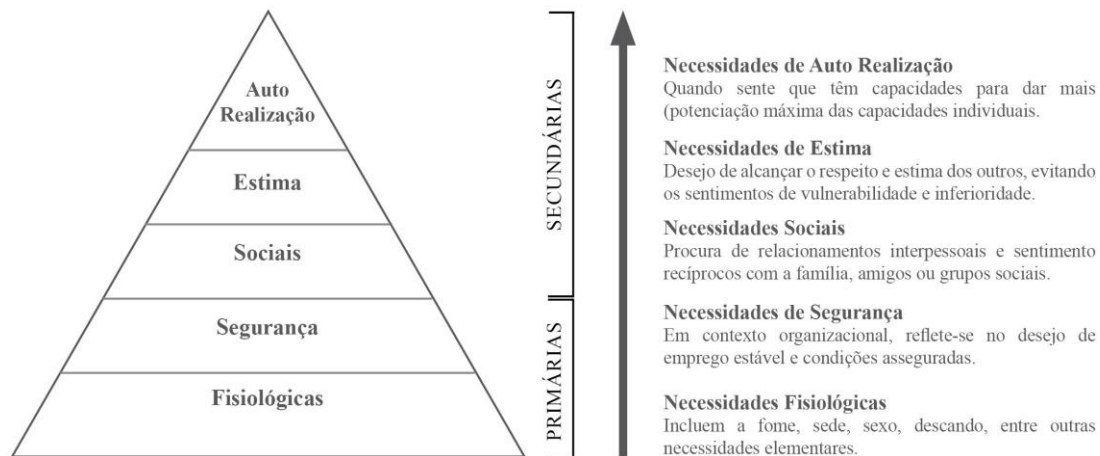 Auto
Realização
Estima
Sociais
Segurança
Fisiológicas
SECUNDÁRIAS
PRIMÁRIAS
Necessidades de Auto Realização
Quando sente que têm capacidades para dar mais
(potenciação máxima das capacidades individuais.
Necessidades de Estima
Desejo de alcançar o respeito e estima dos outros, evitando
os sentimentos de vulnerabilidade e inferioridade.
Necessidades Sociais
Procura de relacionamentos interpessoais e sentimento
recíprocos com a família, amigos ou grupos sociais.
Necessidades de Segurança
Em contexto organizacional, reflete-se no desejo de
emprego estável e condições asseguradas.
Necessidades Fisiológicas
Incluem a fome, sede, sexo, descando, entre outras
necessidades elementares.